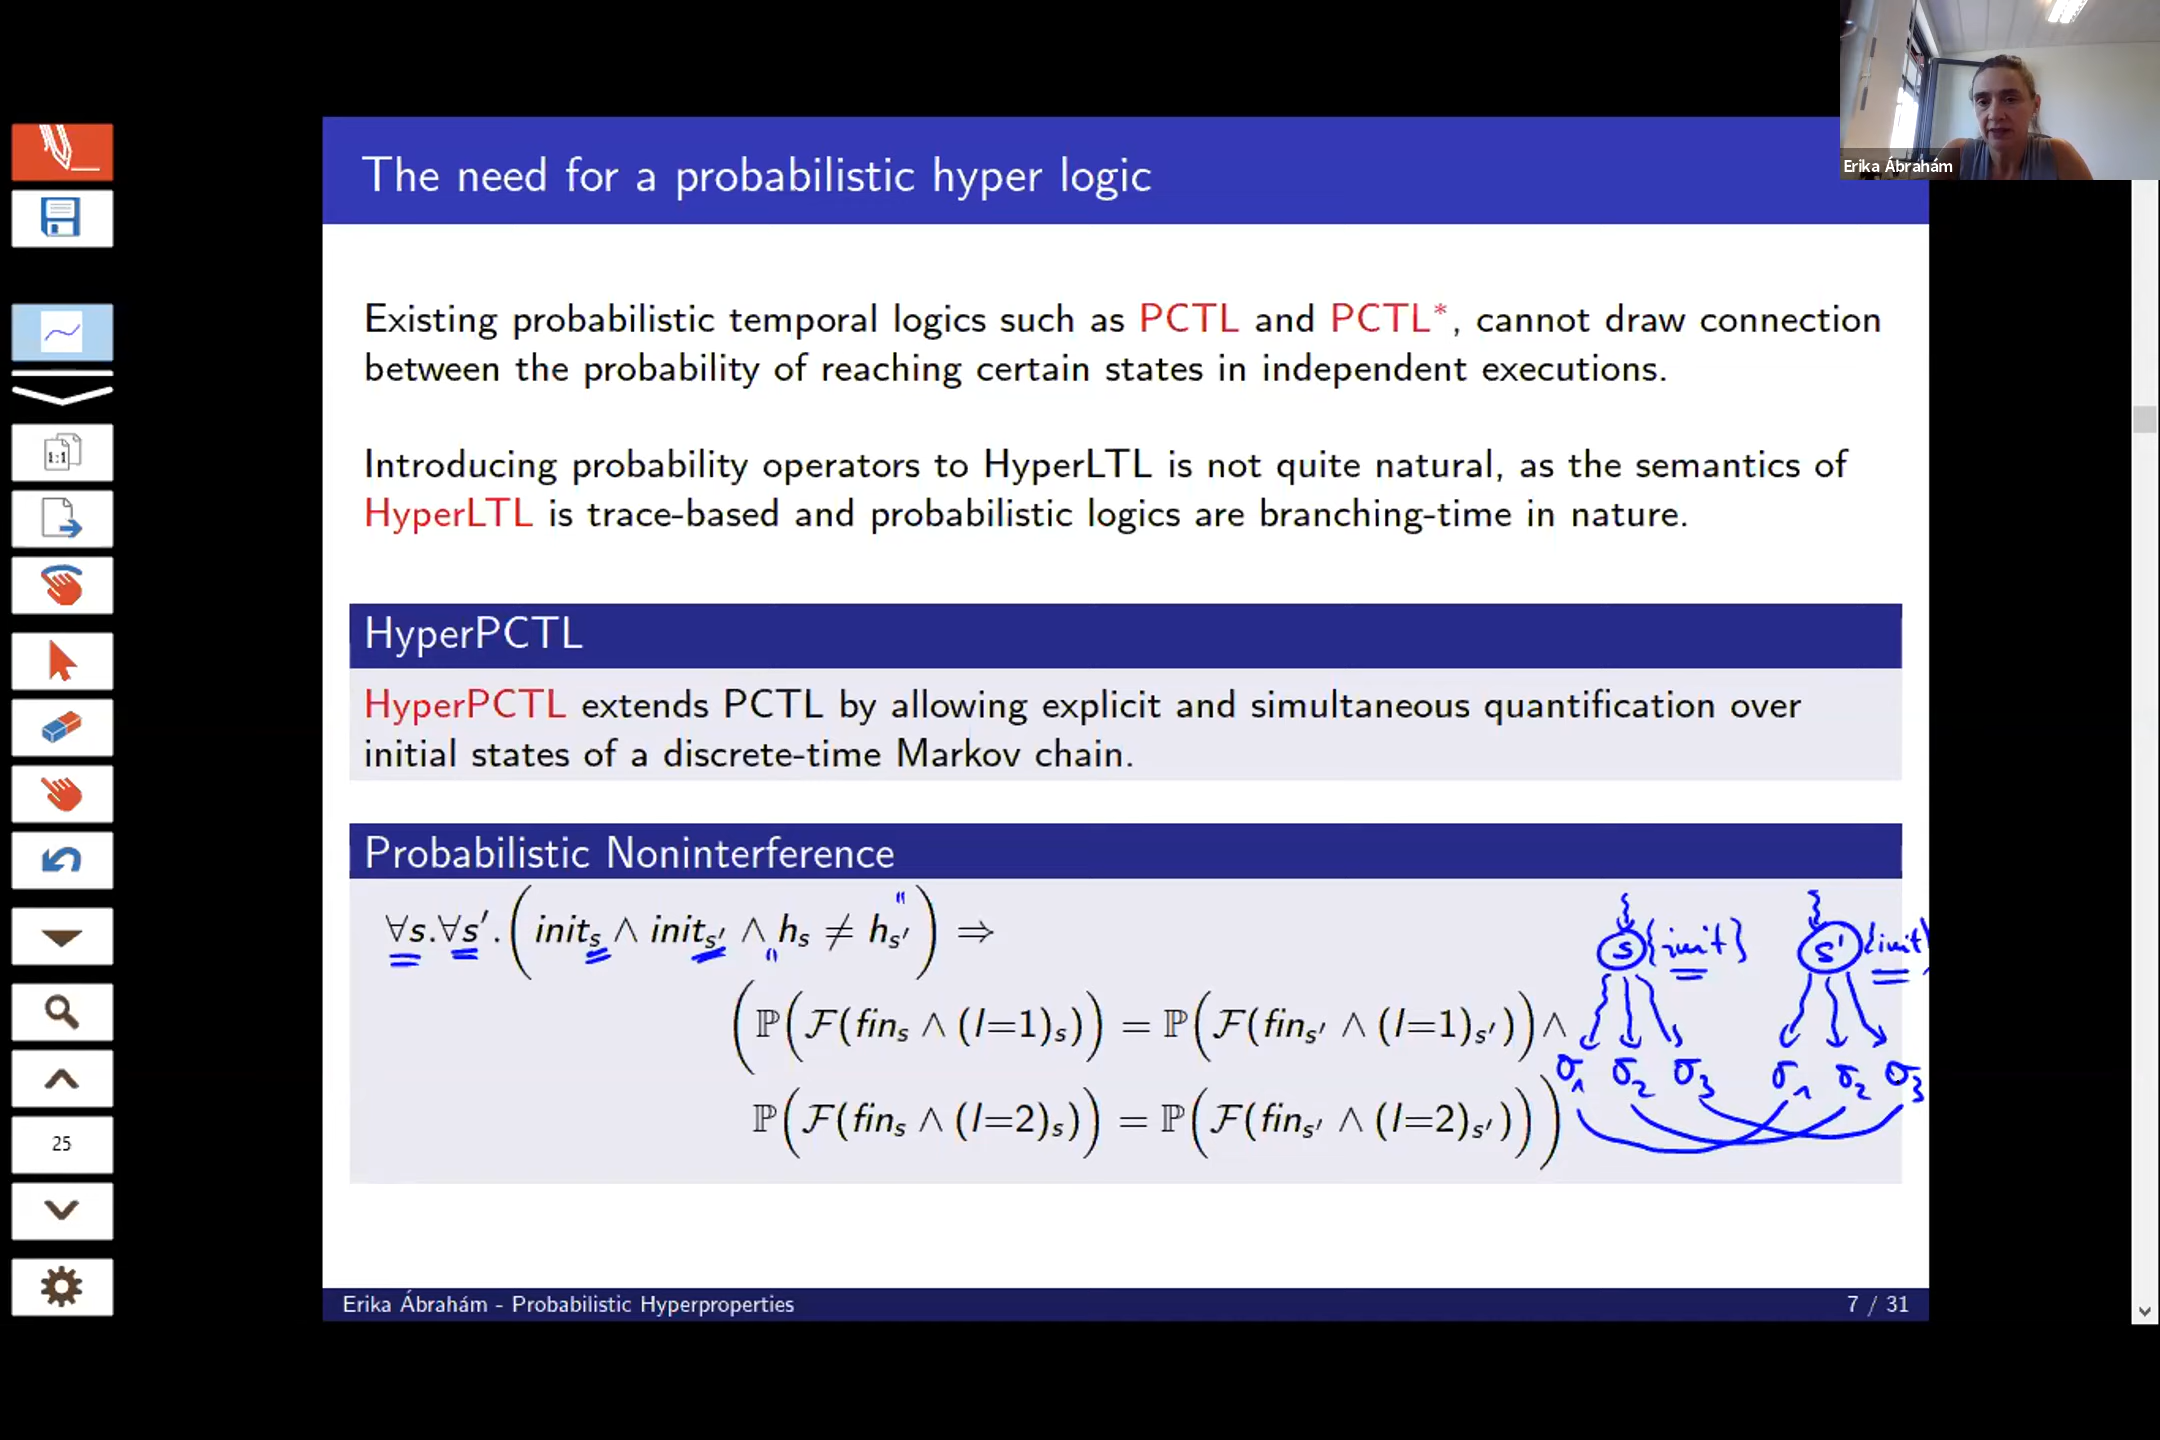 Erika Ábrahám
The need for a probabilistic hyper logic
Existing probabilistic temporal logics such as PCTL and PCTL*, cannot draw connection
between the probability of reaching certain states in independent executions.
Introducing probability operators to HyperLTL is not quite natural, as the semantics of
HyperLTL is trace-based and probabilistic logics are branching-time in nature.
HyperPCTL
HyperPCTL extends PCTL by allowing explicit and simultaneous quantification over
initial states of a discrete-time Markov chain.
Probabilistic Noninterference
∀s.∀s′.(init_s ∧ init_s′ ∧ h_s ≠ h_s′) ⇒
(ℙ(𝓕(fin_s ∧ (l=1)_s)) = ℙ(𝓕(fin_s′ ∧ (l=1)_s′)) ∧
ℙ(𝓕(fin_s ∧ (l=2)_s)) = ℙ(𝓕(fin_s′ ∧ (l=2)_s′)))
s {init} s' {init}
σ1 σ2 σ3 σ1 σ2 σ3
1:1
25
Erika Ábrahám - Probabilistic Hyperproperties 7 / 31